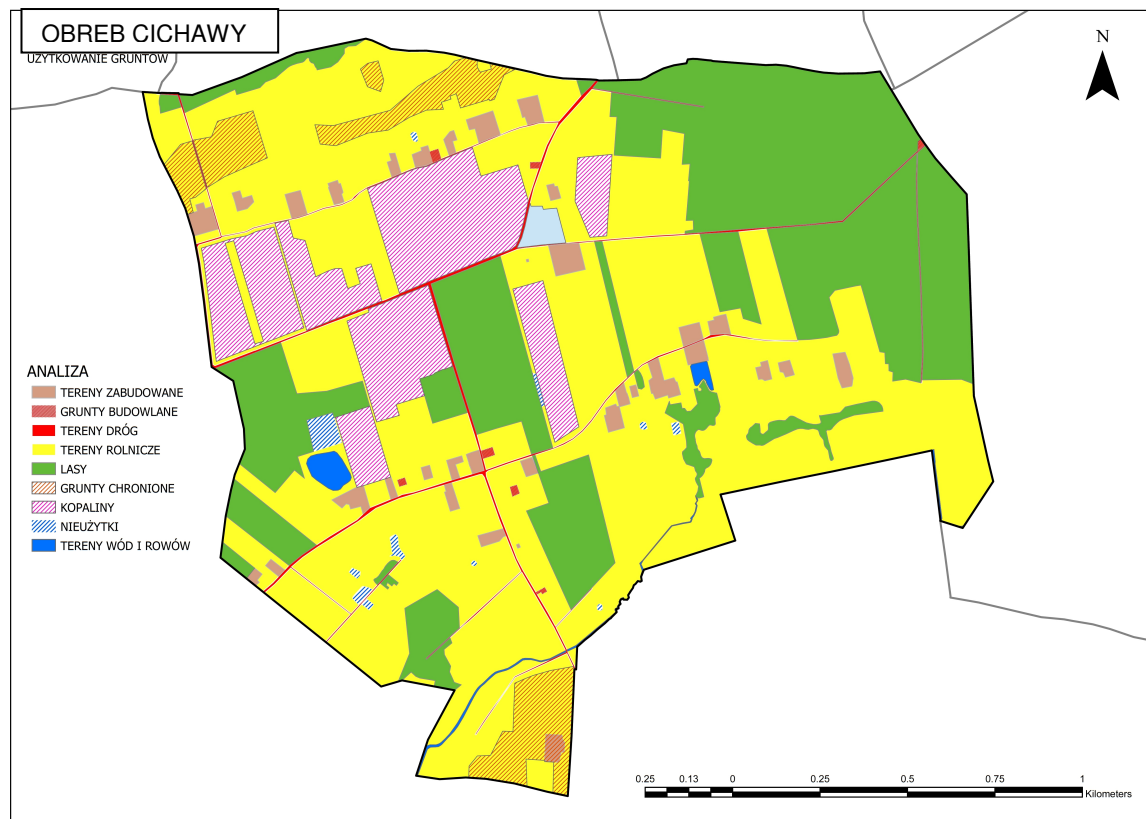 OBREB CICHAWY
UŻYTKOWANIE GRUNTÓW
N
ANALIZA
TERENY ZABUDOWANE
GRUNTY BUDOWLANE
TERENY DRÓG
TERENY ROLNICZE
LASY
GRUNTY CHRONIONE
KOPALINY
NIEUŻYTKI
TERENY WÓD I ROWÓW
0.25 0.13 0 0.25 0.5 0.75 1
Kilometers